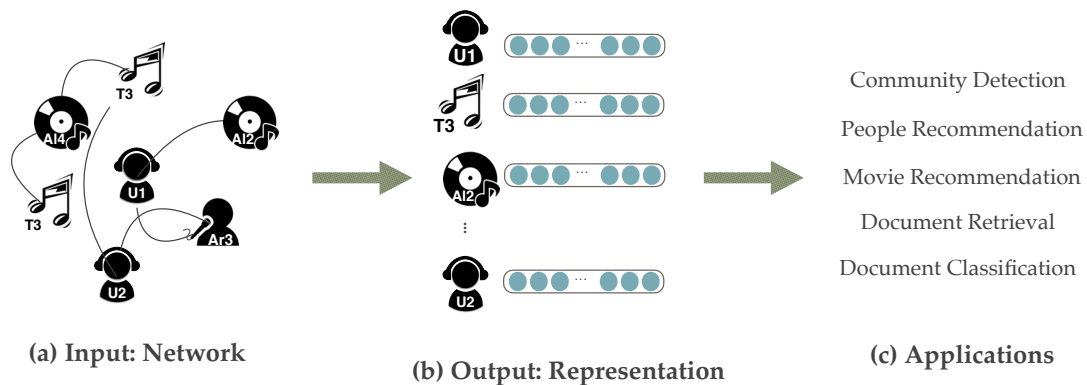 T3
Al4
Al2
U1
T3
Ar3
U2
(a) Input: Network
U1
...
T3
...
Al2
...
...
U2
...
(b) Output: Representation
Community Detection
People Recommendation
Movie Recommendation
Document Retrieval
Document Classification
(c) Applications